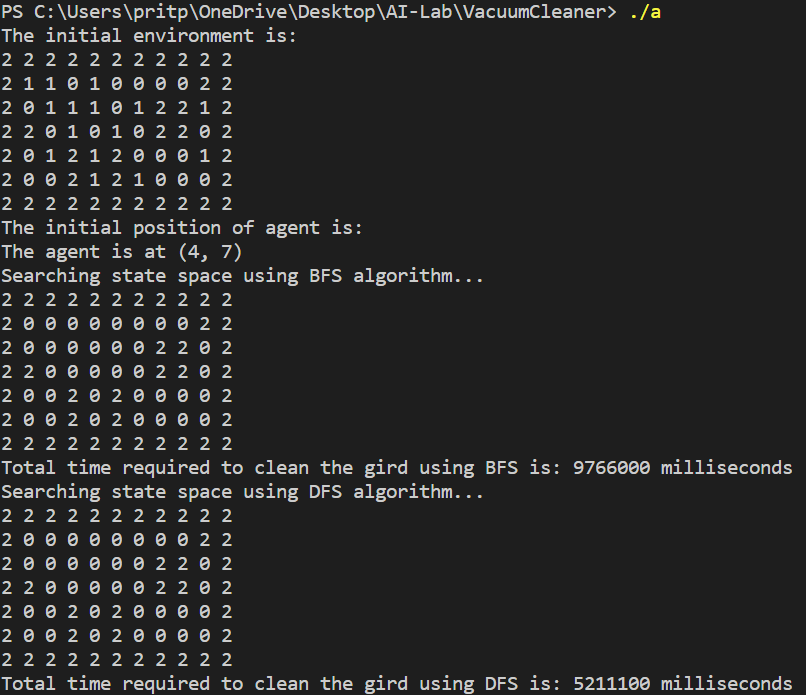 PS C:\Users\pritp\OneDrive\Desktop\AI-Lab\VacuumCleaner> ./a
The initial environment is:
2 2 2 2 2 2 2 2 2 2 2
2 1 1 0 1 0 0 0 0 2 2
2 0 1 1 1 0 1 2 2 1 2
2 2 0 1 0 1 0 2 2 0 2
2 0 1 2 1 2 0 0 0 1 2
2 0 0 2 1 2 1 0 0 0 2
2 2 2 2 2 2 2 2 2 2 2
The initial position of agent is:
The agent is at (4, 7)
Searching state space using BFS algorithm...
2 2 2 2 2 2 2 2 2 2 2
2 0 0 0 0 0 0 0 0 2 2
2 0 0 0 0 0 0 2 2 0 2
2 2 0 0 0 0 0 2 2 0 2
2 0 0 2 0 2 0 0 0 0 2
2 0 0 2 0 2 0 0 0 0 2
2 2 2 2 2 2 2 2 2 2 2
Total time required to clean the gird using BFS is: 9766000 milliseconds
Searching state space using DFS algorithm...
2 2 2 2 2 2 2 2 2 2 2
2 0 0 0 0 0 0 0 0 2 2
2 0 0 0 0 0 0 2 2 0 2
2 2 0 0 0 0 0 2 2 0 2
2 0 0 2 0 2 0 0 0 0 2
2 0 0 2 0 2 0 0 0 0 2
2 2 2 2 2 2 2 2 2 2 2
Total time required to clean the gird using DFS is: 5211100 milliseconds